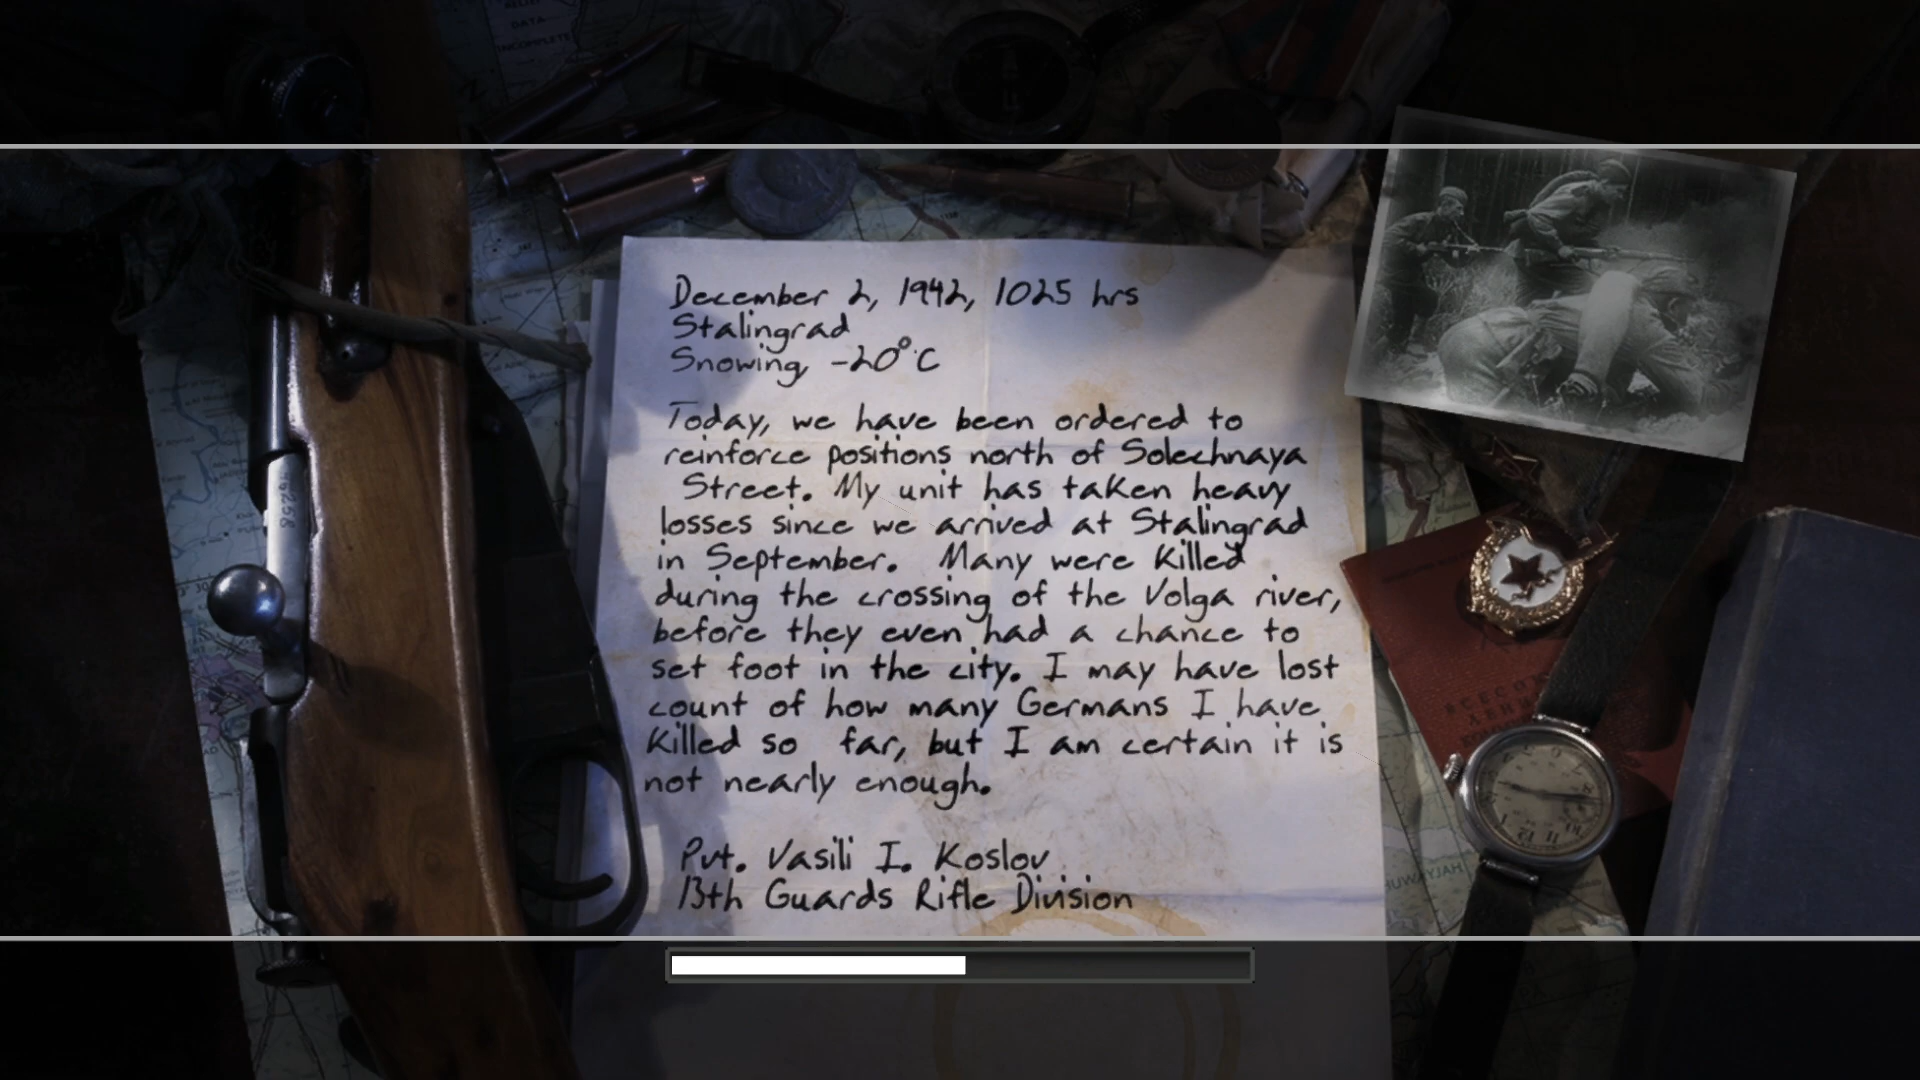 RELIEF
DATA
INCOMPLETE
December 2, 1942, 1025 hrs
Stalingrad
Snowing, -20°C
Today, we have been ordered to
reinforce positions north of Solechnaya
Street. My unit has taken heavy
losses since we arrived at Stalingrad
in September. Many were killed
during the crossing of the Volga river,
before they even had a chance to
set foot in the city. I may have lost
count of how many Germans I have
killed so far, but I am certain it is
not nearly enough.
Pvt. Vasili I. Koslov
13th Guards Rifle Division